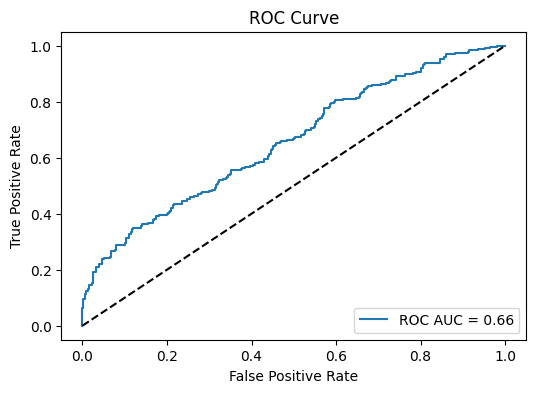 ROC Curve
True Positive Rate
1.0
0.8
0.6
0.4
0.2
0.0
ROC AUC = 0.66
0.0 0.2 0.4 0.6 0.8 1.0
False Positive Rate